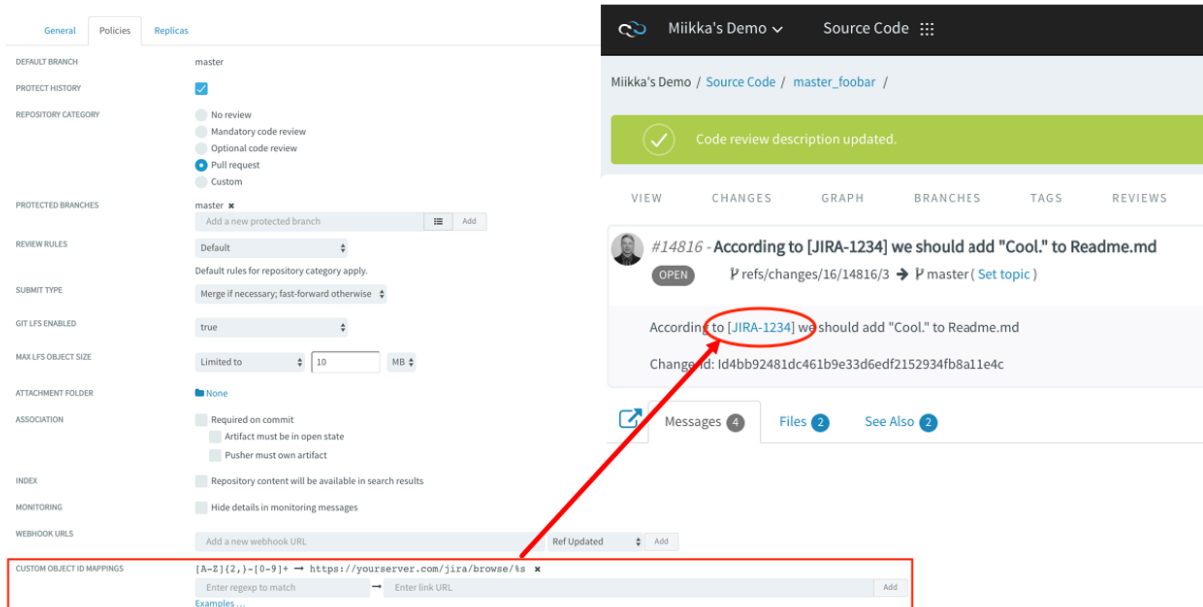 General Policies Replicas
DEFAULT BRANCH master
PROTECT HISTORY
REPOSITORY CATEGORY No review
Mandatory code review
Optional code review
Pull request
Custom
PROTECTED BRANCHES master ✖
Add a new protected branch Add
REVIEW RULES Default
Default rules for repository category apply.
SUBMIT TYPE Merge if necessary; fast-forward otherwise
GIT LFS ENABLED true
MAX LFS OBJECT SIZE Limited to 10 MB
ATTACHMENT FOLDER None
ASSOCIATION Required on commit
Artifact must be in open state
Pusher must own artifact
INDEX Repository content will be available in search results
MONITORING Hide details in monitoring messages
WEBHOOK URLS Add a new webhook URL Ref Updated Add
CUSTOM OBJECT ID MAPPINGS [A-Z]{2,}-[0-9]+ → https://yourserver.com/jira/browse/%s ✖
Enter regexp to match → Enter link URL Add
Examples ...
Miikka's Demo Source Code
Miikka's Demo / Source Code / master_foobar /
Code review description updated.
VIEW CHANGES GRAPH BRANCHES TAGS REVIEWS
#14816 - According to [JIRA-1234] we should add "Cool." to Readme.md
OPEN refs/changes/16/14816/3 → master ( Set topic )
According to [JIRA-1234] we should add "Cool." to Readme.md
Change-Id: Id4bb92481dc461b9e33d6edf2152934fb8a11e4c
Messages 4 Files 2 See Also 2